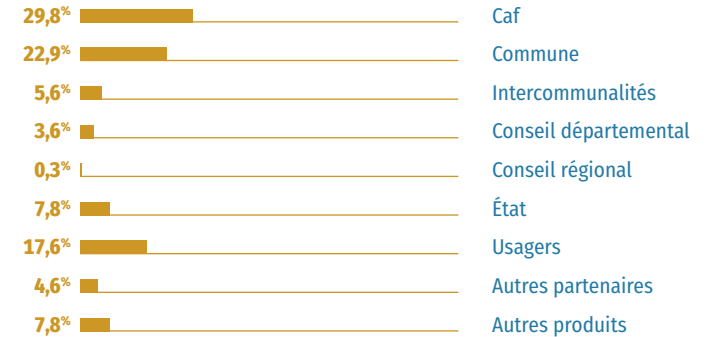 29,8% Caf
22,9% Commune
5,6% Intercommunalités
3,6% Conseil départemental
0,3% Conseil régional
7,8% État
17,6% Usagers
4,6% Autres partenaires
7,8% Autres produits